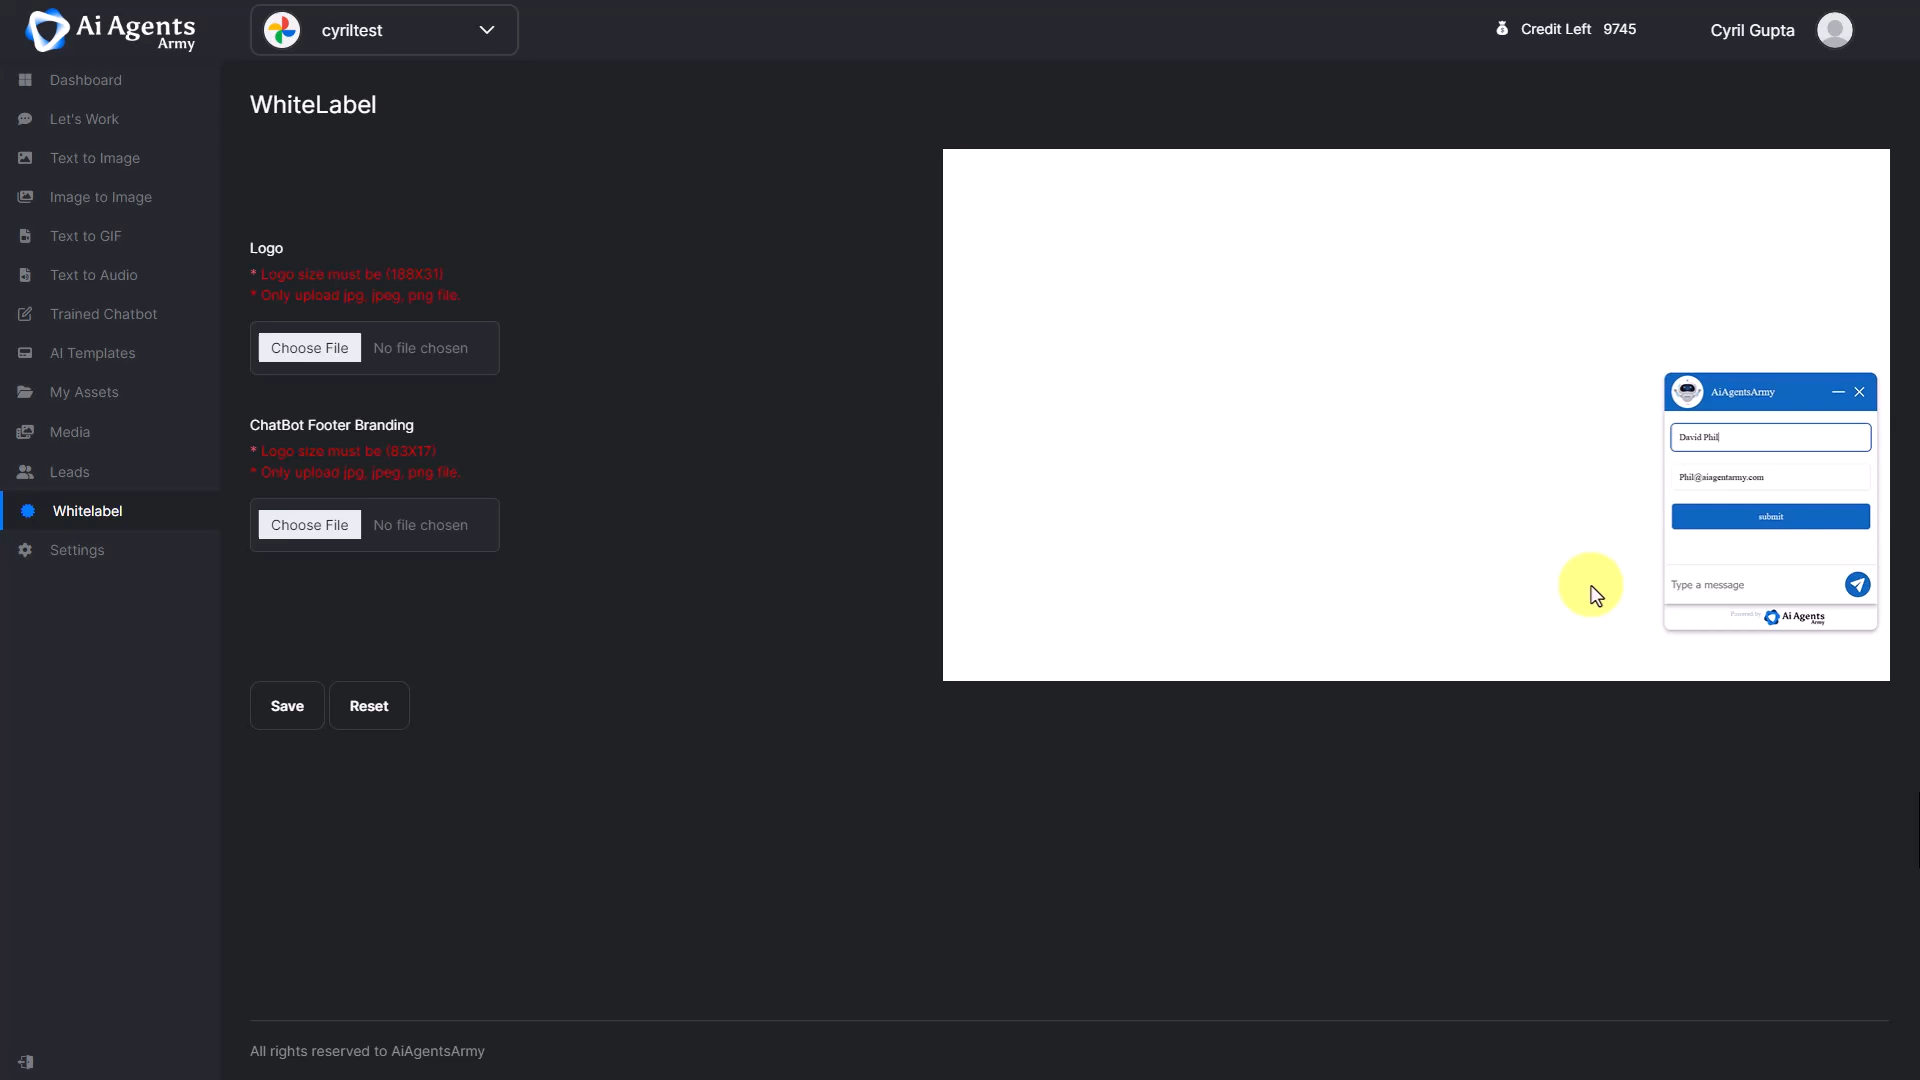 Ai Agents
Army
cyriltest
Credit Left 9745
Cyril Gupta
Dashboard
Let's Work
Text to Image
Image to Image
Text to GIF
Text to Audio
Trained Chatbot
AI Templates
My Assets
Media
Leads
Whitelabel
Settings
WhiteLabel
Logo
* Logo size must be (188X31)
* Only upload jpg, jpeg, png file.
Choose File No file chosen
ChatBot Footer Branding
* Logo size must be (83X17)
* Only upload jpg, jpeg, png file.
Choose File No file chosen
Save Reset
AiAgentsArmy
David Phil
Phil@aiagentarmy.com
submit
Type a message
Powered by Ai Agents
Army
All rights reserved to AiAgentsArmy